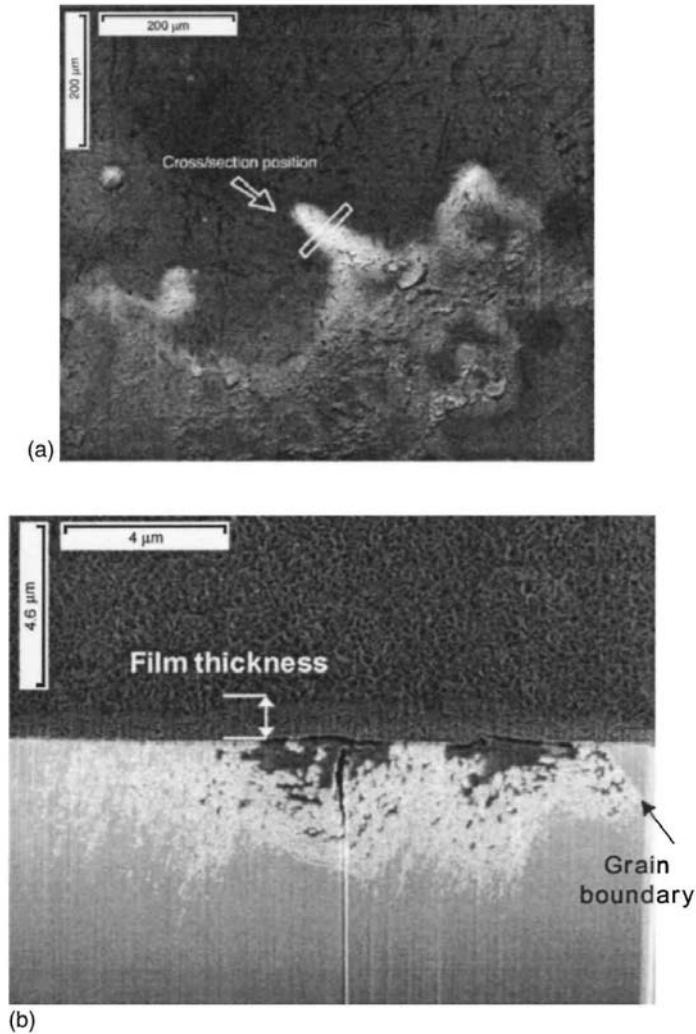 200 µm
200 µm
Cross/section position
(a)
4 µm
4.6 µm
Film thickness
Grain
boundary
(b)